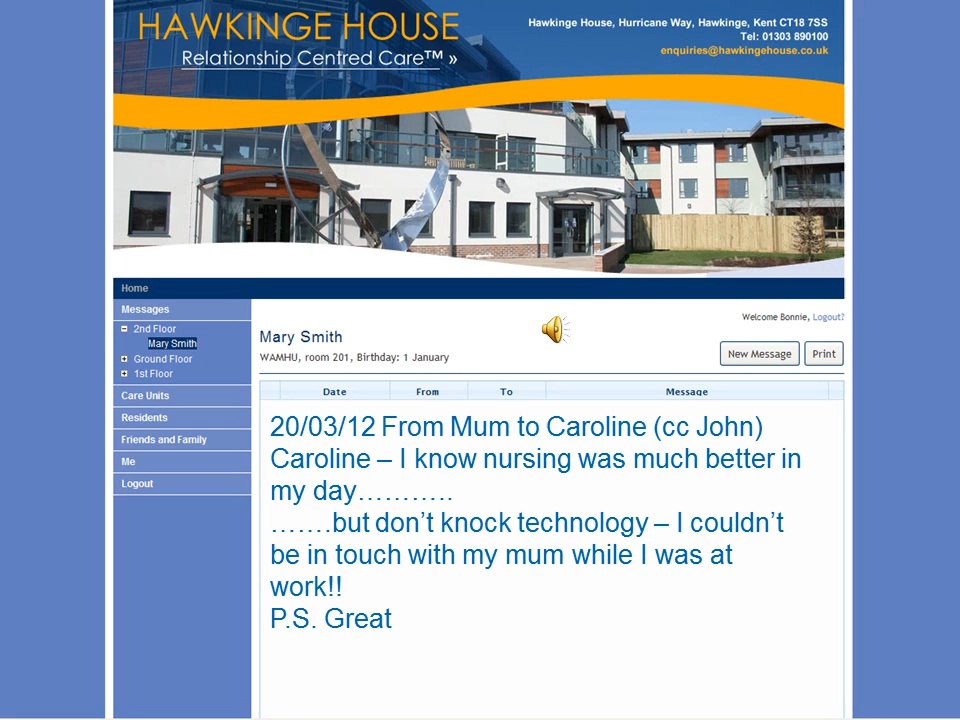 HAWKINGE HOUSE
Relationship Centred Care™ »
Hawkinge House, Hurricane Way, Hawkinge, Kent CT18 7SS
Tel: 01303 890100
enquiries@hawkingehouse.co.uk
Home
Messages
2nd Floor
Mary Smith
Ground Floor
1st Floor
Care Units
Residents
Friends and Family
Me
Logout
Welcome Bonnie, Logout?
Mary Smith
WAMHU, room 201, Birthday: 1 January
New Message
Print
Date From To Message
20/03/12 From Mum to Caroline (cc John)
Caroline – I know nursing was much better in
my day………..
…….but don’t knock technology – I couldn’t
be in touch with my mum while I was at
work!!
P.S. Great